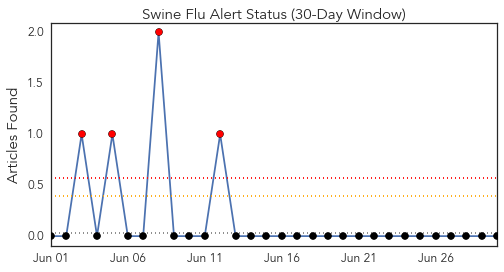 Swine Flu Alert Status (30-Day Window)
Articles Found
2.0
1.5
1.0
0.5
0.0
Jun 01 Jun 06 Jun 11 Jun 16 Jun 21 Jun 26